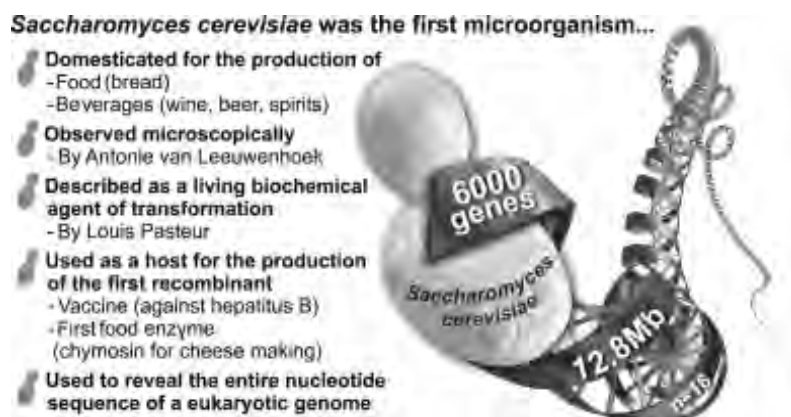 Saccharomyces cerevisiae was the first microorganism...
Domesticated for the production of
-Food (bread)
-Beverages (wine, beer, spirits)
Observed microscopically
- By Antonie van Leeuwenhoek
Described as a living biochemical
agent of transformation
- By Louis Pasteur
Used as a host for the production
of the first recombinant
- Vaccine (against hepatitus B)
- First food enzyme
(chymosin for cheese making)
Used to reveal the entire nucleotide
sequence of a eukaryotic genome
6000
genes
Saccharomyces
cerevisiae
12.8Mb
n=16